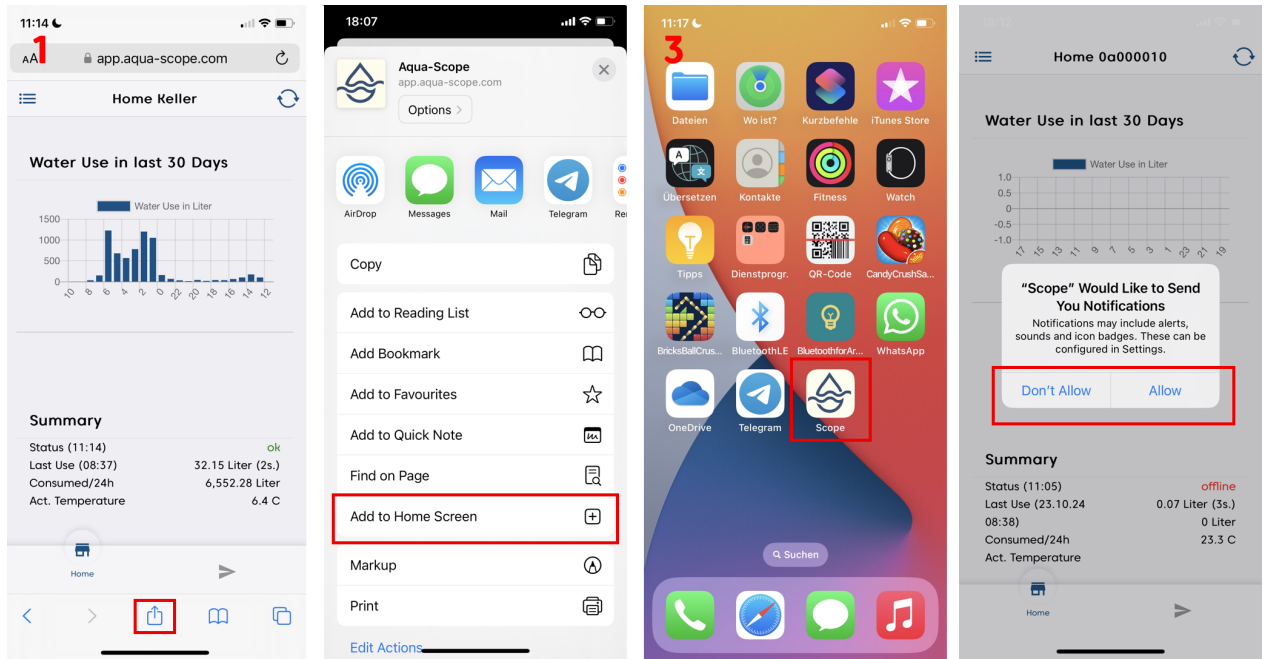 11:14
1
AA app.aqua-scope.com
Home Keller
Water Use in last 30 Days
Water Use in Liter
1500
1000
500
0
10 8 6 4 2 0 22 20 18 16 14 12
Summary
Status (11:14) ok
Last Use (08:37) 32.15 Liter (2s.)
Consumed/24h 6,552.28 Liter
Act. Temperature 6.4 C
Home
18:07
Aqua-Scope
app.aqua-scope.com
Options >
AirDrop Messages Mail Telegram Re
Copy
Add to Reading List
Add Bookmark
Add to Favourites
Add to Quick Note
Find on Page
Add to Home Screen
Markup
Print
Edit Actions...
11:17
3
Dateien Wo ist? Kurzbefehle iTunes Store
Übersetzen Kontakte Fitness Watch
Tipps Dienstprogr. QR-Code CandyCrushSa...
BricksBallCrus... BluetoothLE BluetoothforAr... WhatsApp
OneDrive Telegram Scope
Suchen
Home 0a000010
Water Use in last 30 Days
Water Use in Liter
1.0
0.5
0
-0.5
-1.0
17 15 13 11 9 7 5 3 1 23 21 19
“Scope” Would Like to Send
You Notifications
Notifications may include alerts,
sounds and icon badges. These can be
configured in Settings.
Don’t Allow Allow
Summary
Status (11:05) offline
Last Use (23.10.24 0.07 Liter (3s.)
08:38) 0 Liter
Consumed/24h 23.3 C
Act. Temperature
Home